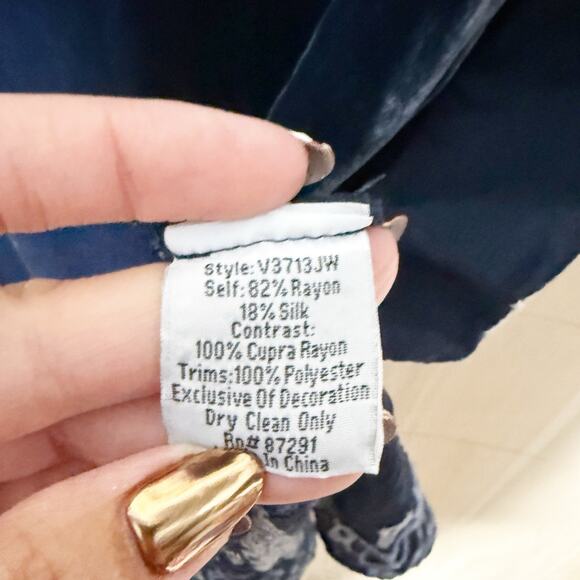 Style: V3713JW
Self: 82% Rayon
18% Silk
Contrast:
100% Cupra Rayon
Trims:100% Polyester
Exclusive Of Decoration
Dry Clean Only
Rn# 87291
In China